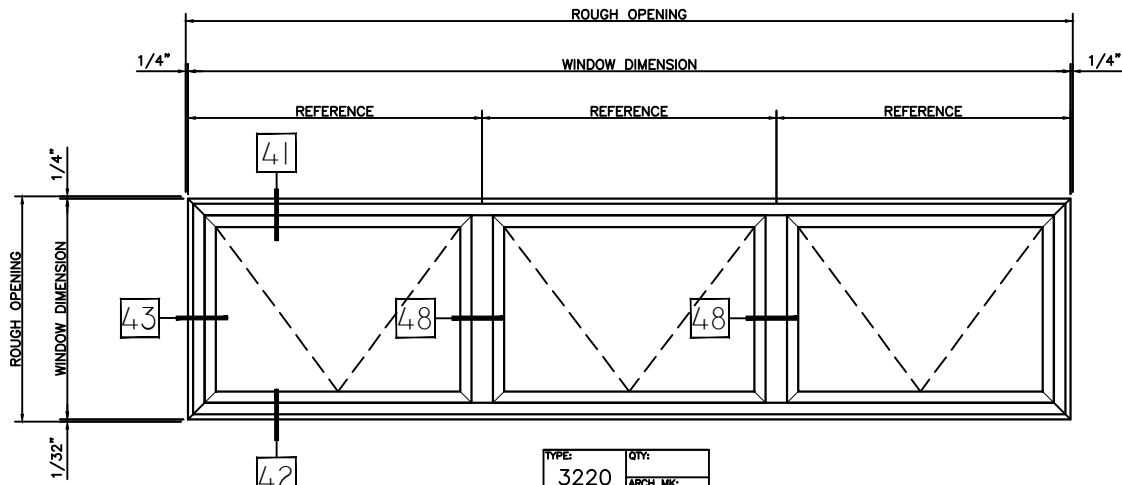 ROUGH OPENING
1/4" WINDOW DIMENSION 1/4"
REFERENCE REFERENCE REFERENCE
41
1/4"
ROUGH OPENING
WINDOW DIMENSION
43 48 48
1/32"
42
TYPE: QTY:
3220 ARCH. MK: